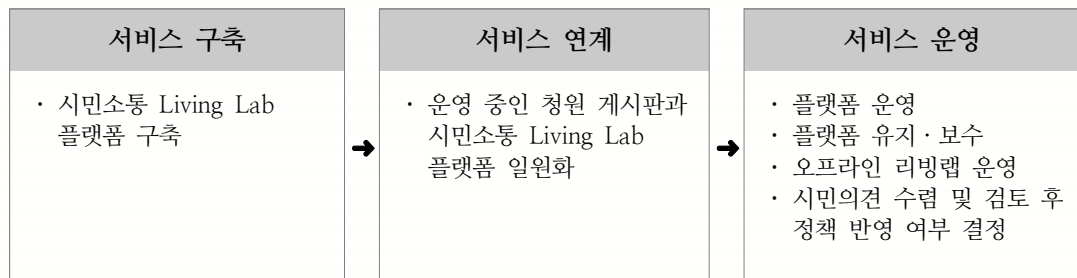 서비스 구축
· 시민소통 Living Lab
플랫폼 구축
서비스 연계
· 운영 중인 청원 게시판과
시민소통 Living Lab
플랫폼 일원화
서비스 운영
· 플랫폼 운영
· 플랫폼 유지·보수
· 오프라인 리빙랩 운영
· 시민의견 수렴 및 검토 후
정책 반영 여부 결정